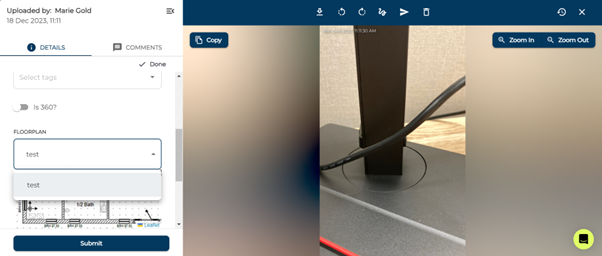 Uploaded by: Marie Gold
18 Dec 2023, 11:11
DETAILS
COMMENTS
Done
Select tags
Is 360?
FLOORPLAN
test
test
1/2 Bath
Leaflet
Submit
Copy
Zoom In
Zoom Out